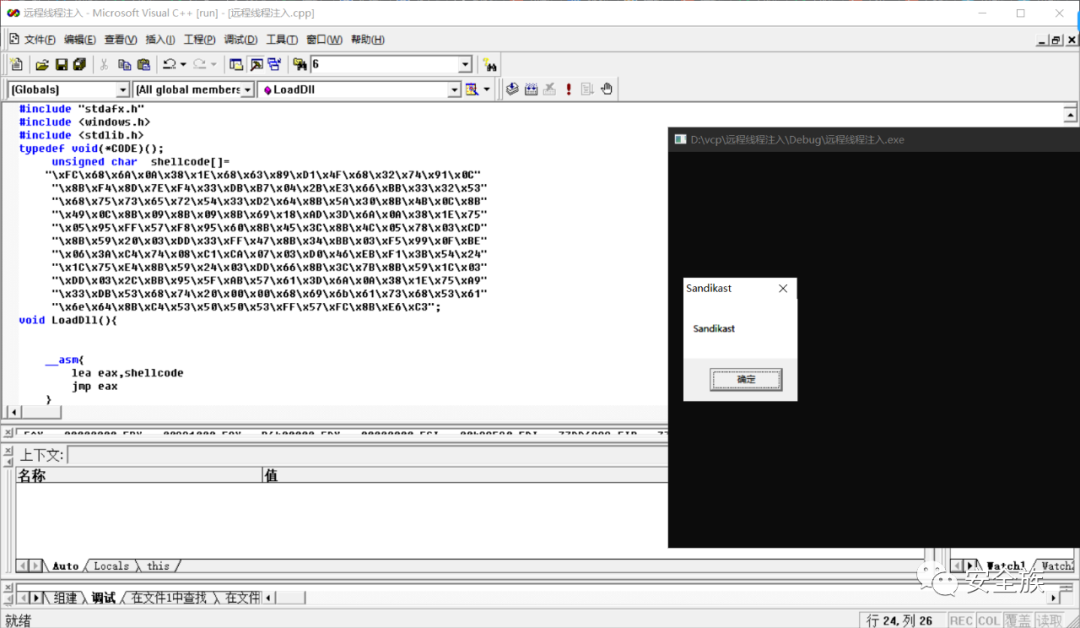 远程线程注入 - Microsoft Visual C++ [run] - [远程线程注入.cpp]
文件(F) 编辑(E) 查看(V) 插入(I) 工程(P) 调试(D) 工具(T) 窗口(W) 帮助(H)
6
(Globals) (All global members LoadDll
#include "stdafx.h"
#include <windows.h>
#include <stdlib.h>
typedef void(*CODE)();
unsigned char shellcode[]=
"\xFC\x68\x6A\x0A\x38\x1E\x68\x63\x89\xD1\x4F\x68\x32\x74\x91\x0C"
"\x8B\xF4\x8D\x7E\xF4\x33\xDB\xB7\x04\x2B\xE3\x66\xBB\x33\x32\x53"
"\x68\x75\x73\x65\x72\x54\x33\xD2\x64\x8B\x5A\x30\x8B\x4B\x0C\x8B"
"\x49\x0C\x8B\x09\x8B\x09\x8B\x69\x18\xAD\x3D\x6A\x0A\x38\x1E\x75"
"\x05\x95\xFF\x57\xF8\x95\x60\x8B\x45\x3C\x8B\x4C\x05\x78\x03\xCD"
"\x8B\x59\x20\x03\xDD\x33\xFF\x47\x8B\x34\xBB\x03\xF5\x99\x0F\xBE"
"\x06\x3A\xC4\x74\x08\xC1\xCA\x07\x03\xD0\x46\xEB\xF1\x3B\x54\x24"
"\x1C\x75\xE4\x8B\x59\x24\x03\xDD\x66\x8B\x3C\x7B\x8B\x59\x1C\x03"
"\xDD\x03\x2C\xBB\x95\x5F\xAB\x57\x61\x3D\x6A\x0A\x38\x1E\x75\xA9"
"\x33\xDB\x53\x68\x74\x20\x00\x00\x68\x69\x6b\x61\x73\x68\x53\x61"
"\x6e\x64\x8B\xC4\x53\x50\x50\x53\xFF\x57\xFC\x8B\xE6\xC3";
void LoadDll(){
__asm{
lea eax,shellcode
jmp eax
}
D:\vcp\远程线程注入\Debug\远程线程注入.exe
Sandikast
Sandikast
确定
上下文:
名称 值
Auto Locals this
Watch1 Watch2
组建 调试 在文件1中查找 在文件
安全族
就绪
行 24, 列 26 REC COL 覆盖 读取